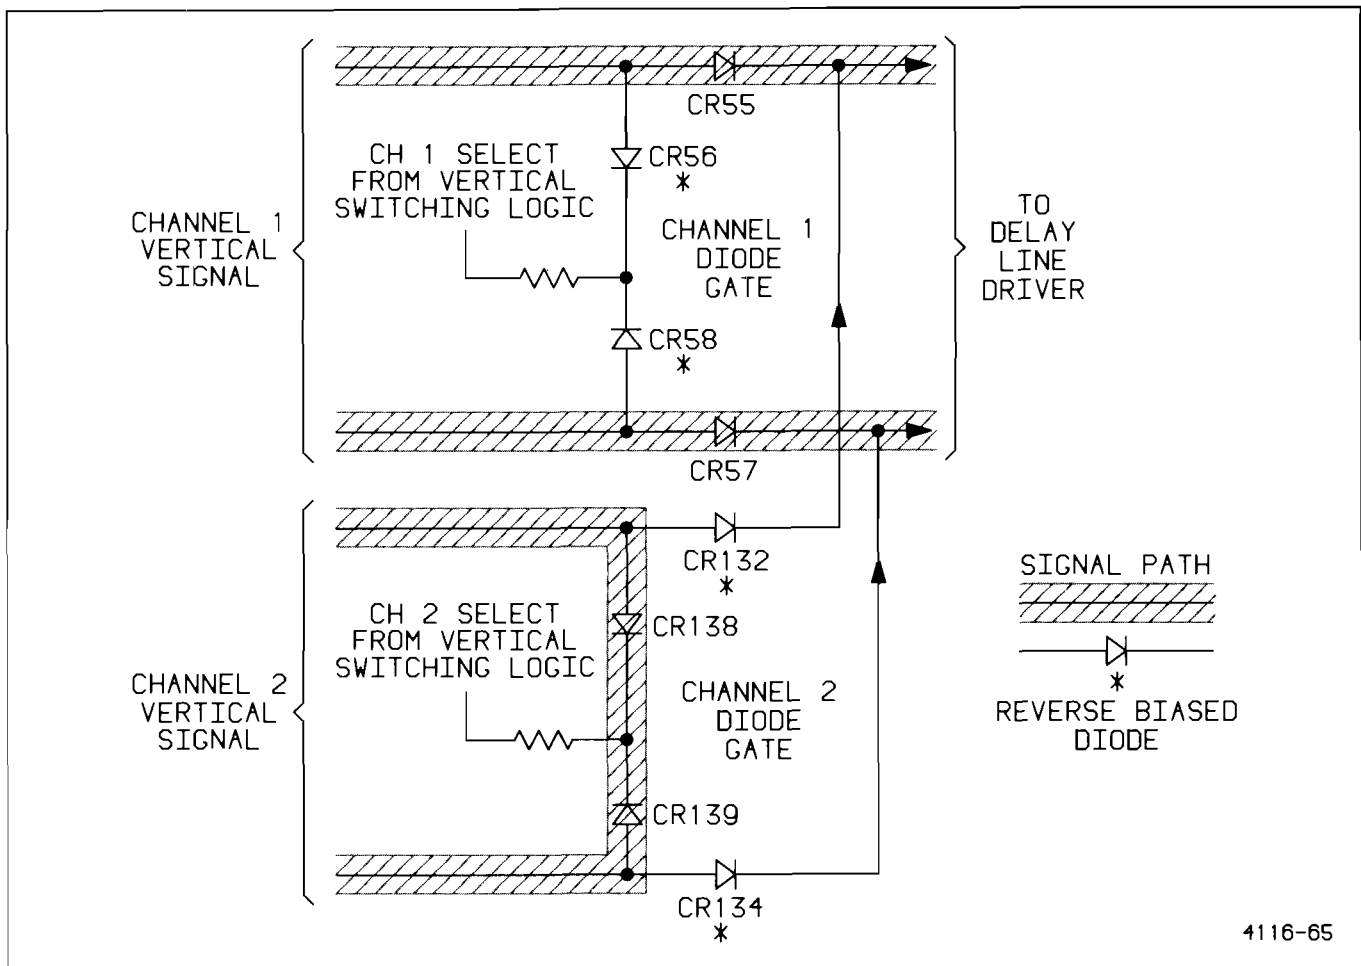 CR55
CH 1 SELECT
FROM VERTICAL
SWITCHING LOGIC
CR56
*
CHANNEL 1
VERTICAL
SIGNAL
CHANNEL 1
DIODE
GATE
TO
DELAY
LINE
DRIVER
CR58
*
CR57
CR132
*
CH 2 SELECT
FROM VERTICAL
SWITCHING LOGIC
CR138
CHANNEL 2
VERTICAL
SIGNAL
CHANNEL 2
DIODE
GATE
CR139
CR134
*
SIGNAL PATH
*
REVERSE BIASED
DIODE
4116-65